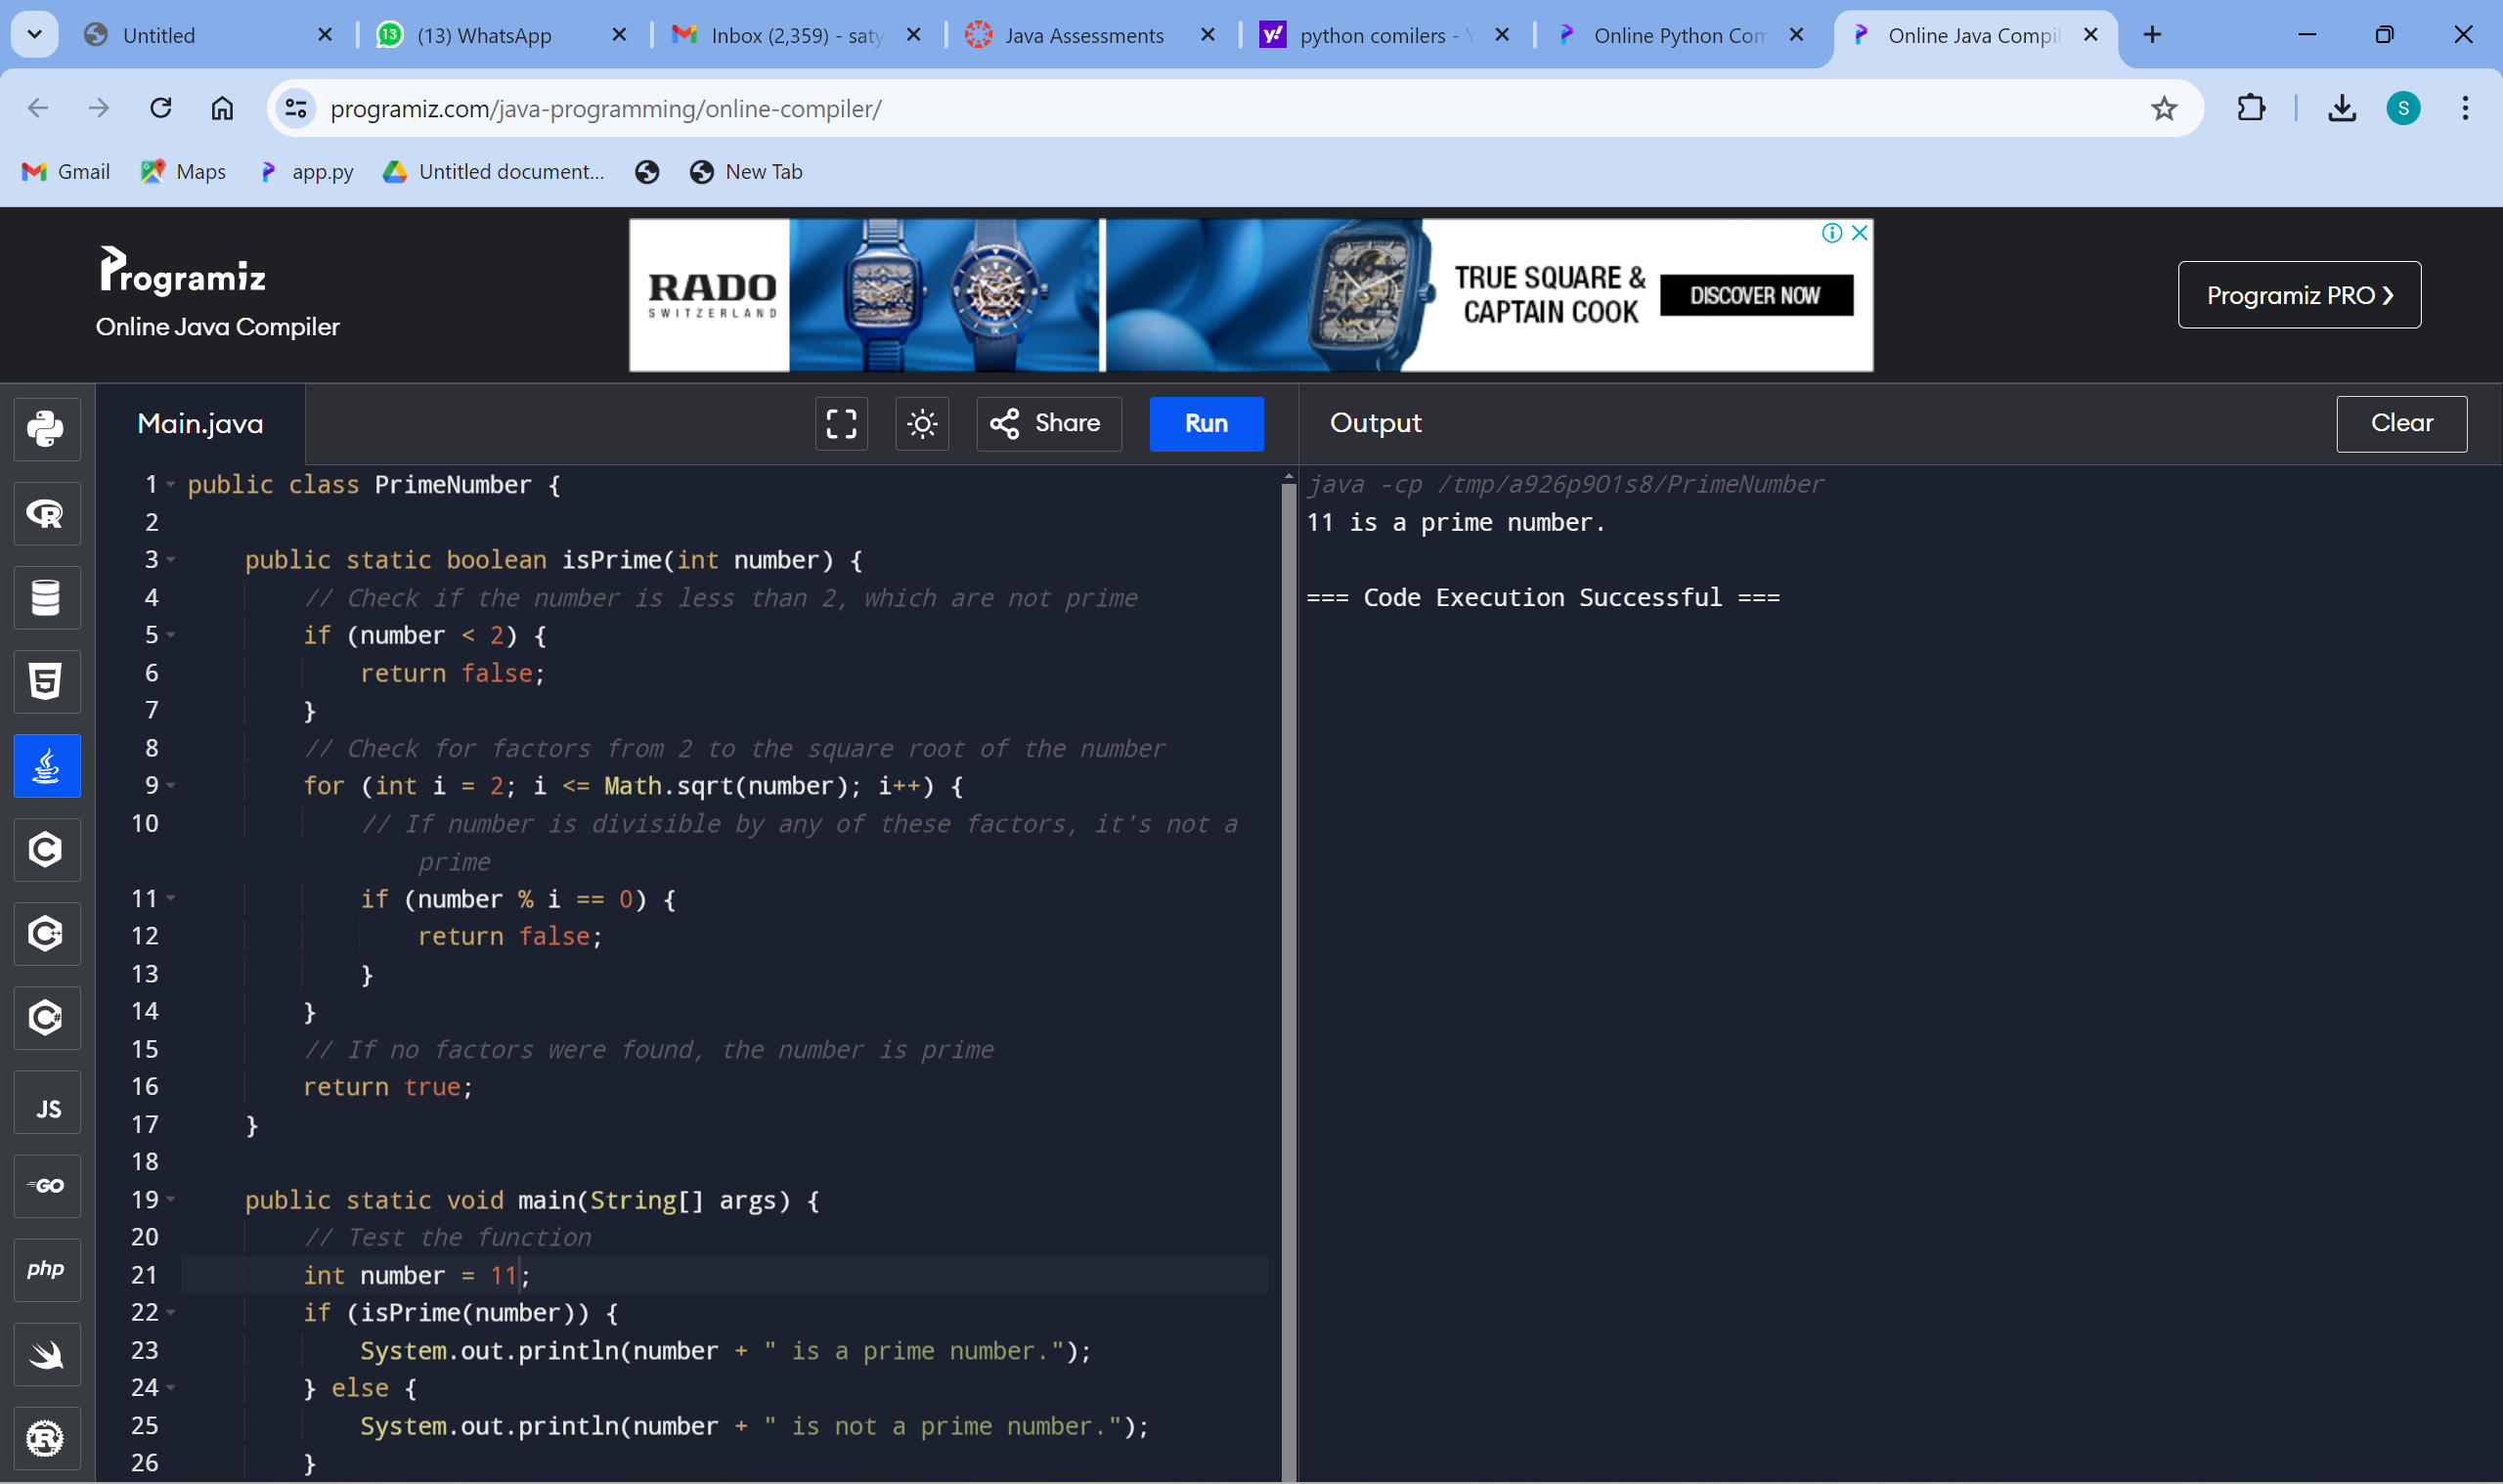 Untitled
(13) WhatsApp
Inbox (2,359) - saty
Java Assessments
python comilers - Y
Online Python Com
Online Java Compil
programiz.com/java-programming/online-compiler/
S
Gmail
Maps
app.py
Untitled document...
New Tab
Programiz
Online Java Compiler
RADO
SWITZERLAND
TRUE SQUARE &
CAPTAIN COOK
DISCOVER NOW
Programiz PRO ❯
Main.java
Share
Run
Output
Clear
1 public class PrimeNumber {
2
3 public static boolean isPrime(int number) {
4 // Check if the number is less than 2, which are not prime
5 if (number < 2) {
6 return false;
7 }
8 // Check for factors from 2 to the square root of the number
9 for (int i = 2; i <= Math.sqrt(number); i++) {
10 // If number is divisible by any of these factors, it's not a
prime
11 if (number % i == 0) {
12 return false;
13 }
14 }
15 // If no factors were found, the number is prime
16 return true;
17 }
18
19 public static void main(String[] args) {
20 // Test the function
21 int number = 11;
22 if (isPrime(number)) {
23 System.out.println(number + " is a prime number.");
24 } else {
25 System.out.println(number + " is not a prime number.");
26 }
java -cp /tmp/a926p9O1s8/PrimeNumber
11 is a prime number.
=== Code Execution Successful ===
R
5
C
C++
C#
JS
GO
php
R